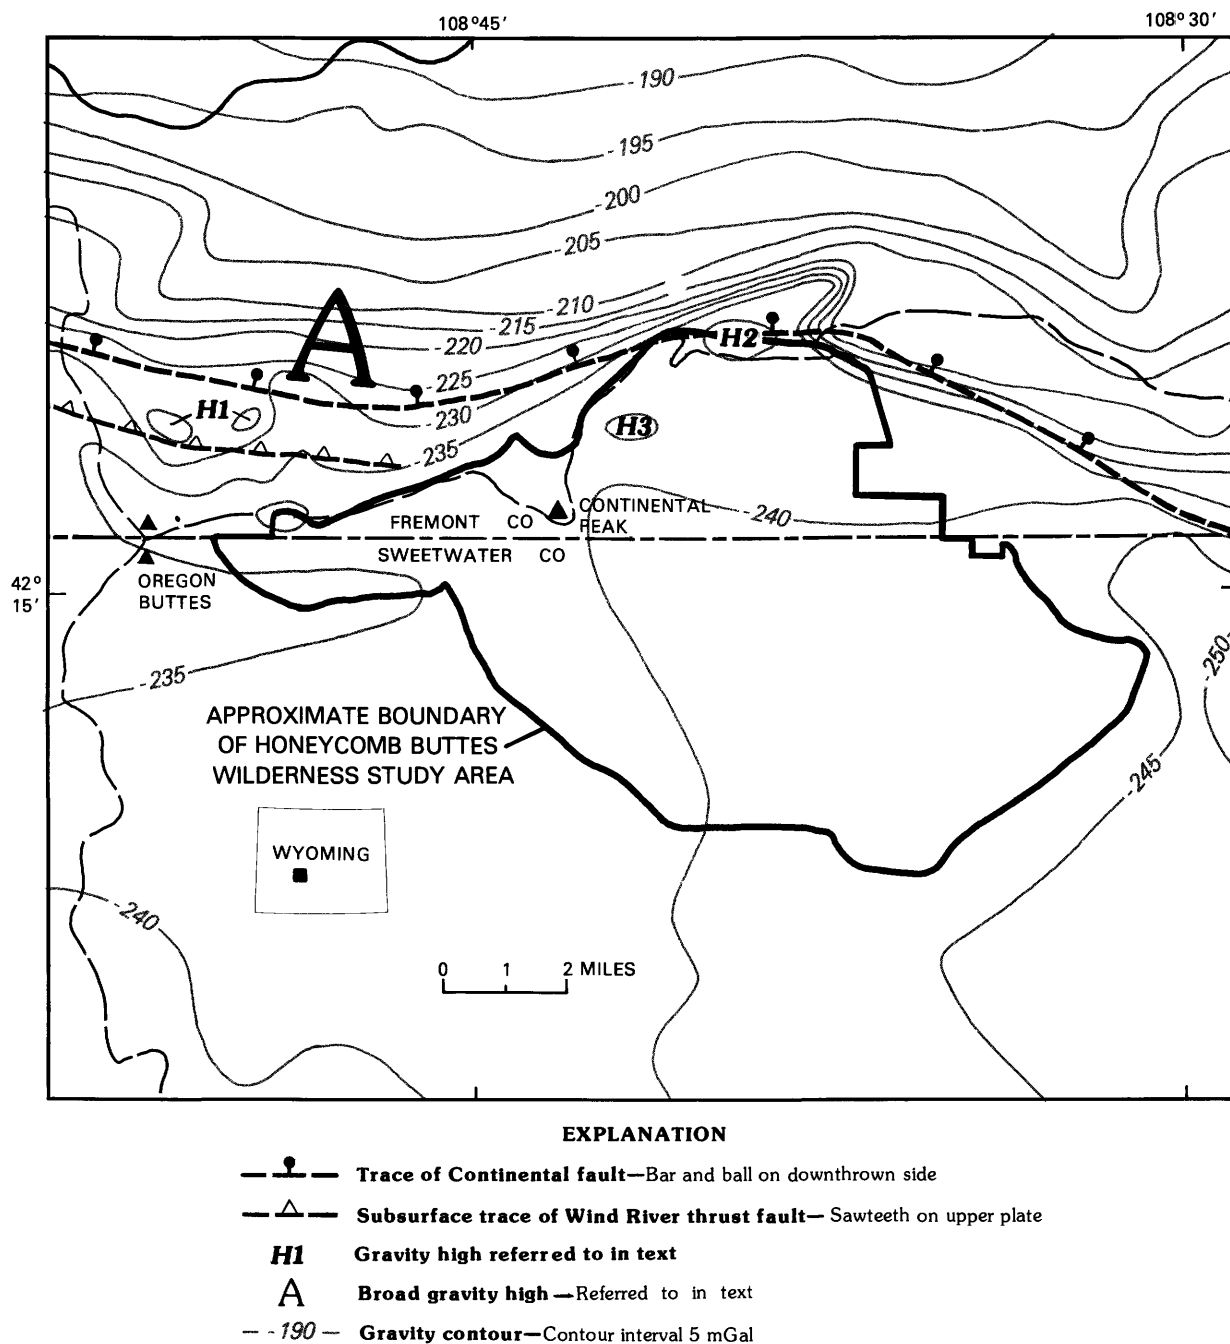 108°45′
108°30′
-190
-195
-200
-205
-210
-215
-220
-225
-230
-235
A
H1
H2
H3
-240
CONTINENTAL
PEAK
FREMONT CO
SWEETWATER CO
OREGON
BUTTES
42°
15′
-235
-250
-245
APPROXIMATE BOUNDARY
OF HONEYCOMB BUTTES
WILDERNESS STUDY AREA
WYOMING
-240
0 1 2 MILES
EXPLANATION
Trace of Continental fault—Bar and ball on downthrown side
Subsurface trace of Wind River thrust fault— Sawteeth on upper plate
H1 Gravity high referred to in text
A Broad gravity high — Referred to in text
-190 Gravity contour—Contour interval 5 mGal